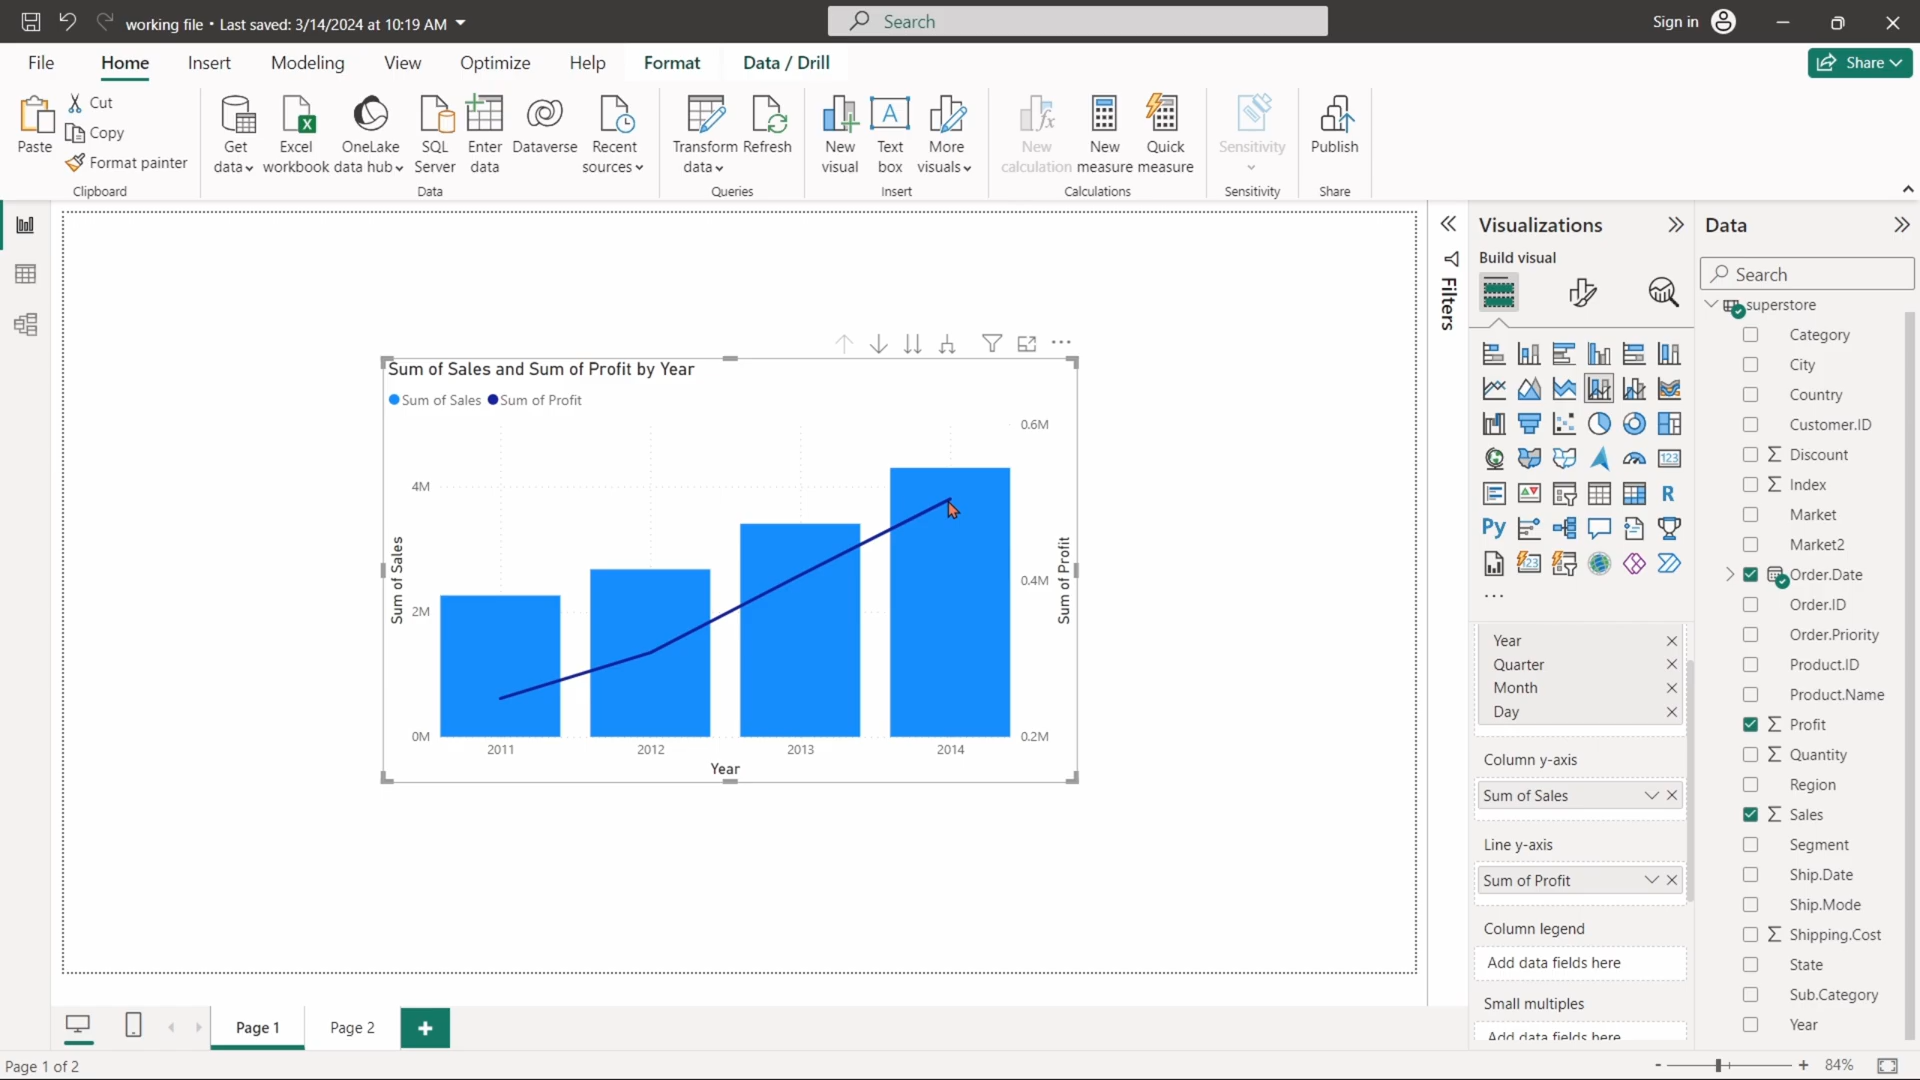 working file • Last saved: 3/14/2024 at 10:19 AM
Search
Sign in
File
Home
Insert
Modeling
View
Optimize
Help
Format
Data / Drill
Share
Paste
Cut
Copy
Format painter
Clipboard
Get data
Excel workbook
OneLake data hub
SQL Server
Enter data
Dataverse
Recent sources
Data
Transform data
Refresh
Queries
New visual
Text box
More visuals
Insert
New calculation
New measure
Quick measure
Calculations
Sensitivity
Sensitivity
Publish
Share
Sum of Sales and Sum of Profit by Year
Sum of Sales
Sum of Profit
0.6M
4M
Sum of Sales
Sum of Profit
0.4M
2M
0M
0.2M
2011
2012
2013
2014
Year
Filters
Visualizations
Build visual
123
R
Py
123
...
Year
Quarter
Month
Day
Column y-axis
Sum of Sales
Line y-axis
Sum of Profit
Column legend
Add data fields here
Small multiples
Add data fields here
Data
Search
superstore
Category
City
Country
Customer.ID
Discount
Index
Market
Market2
Order.Date
Order.ID
Order.Priority
Product.ID
Product.Name
Profit
Quantity
Region
Sales
Segment
Ship.Date
Ship.Mode
Shipping.Cost
State
Sub.Category
Year
Page 1
Page 2
+
Page 1 of 2
- + 84%